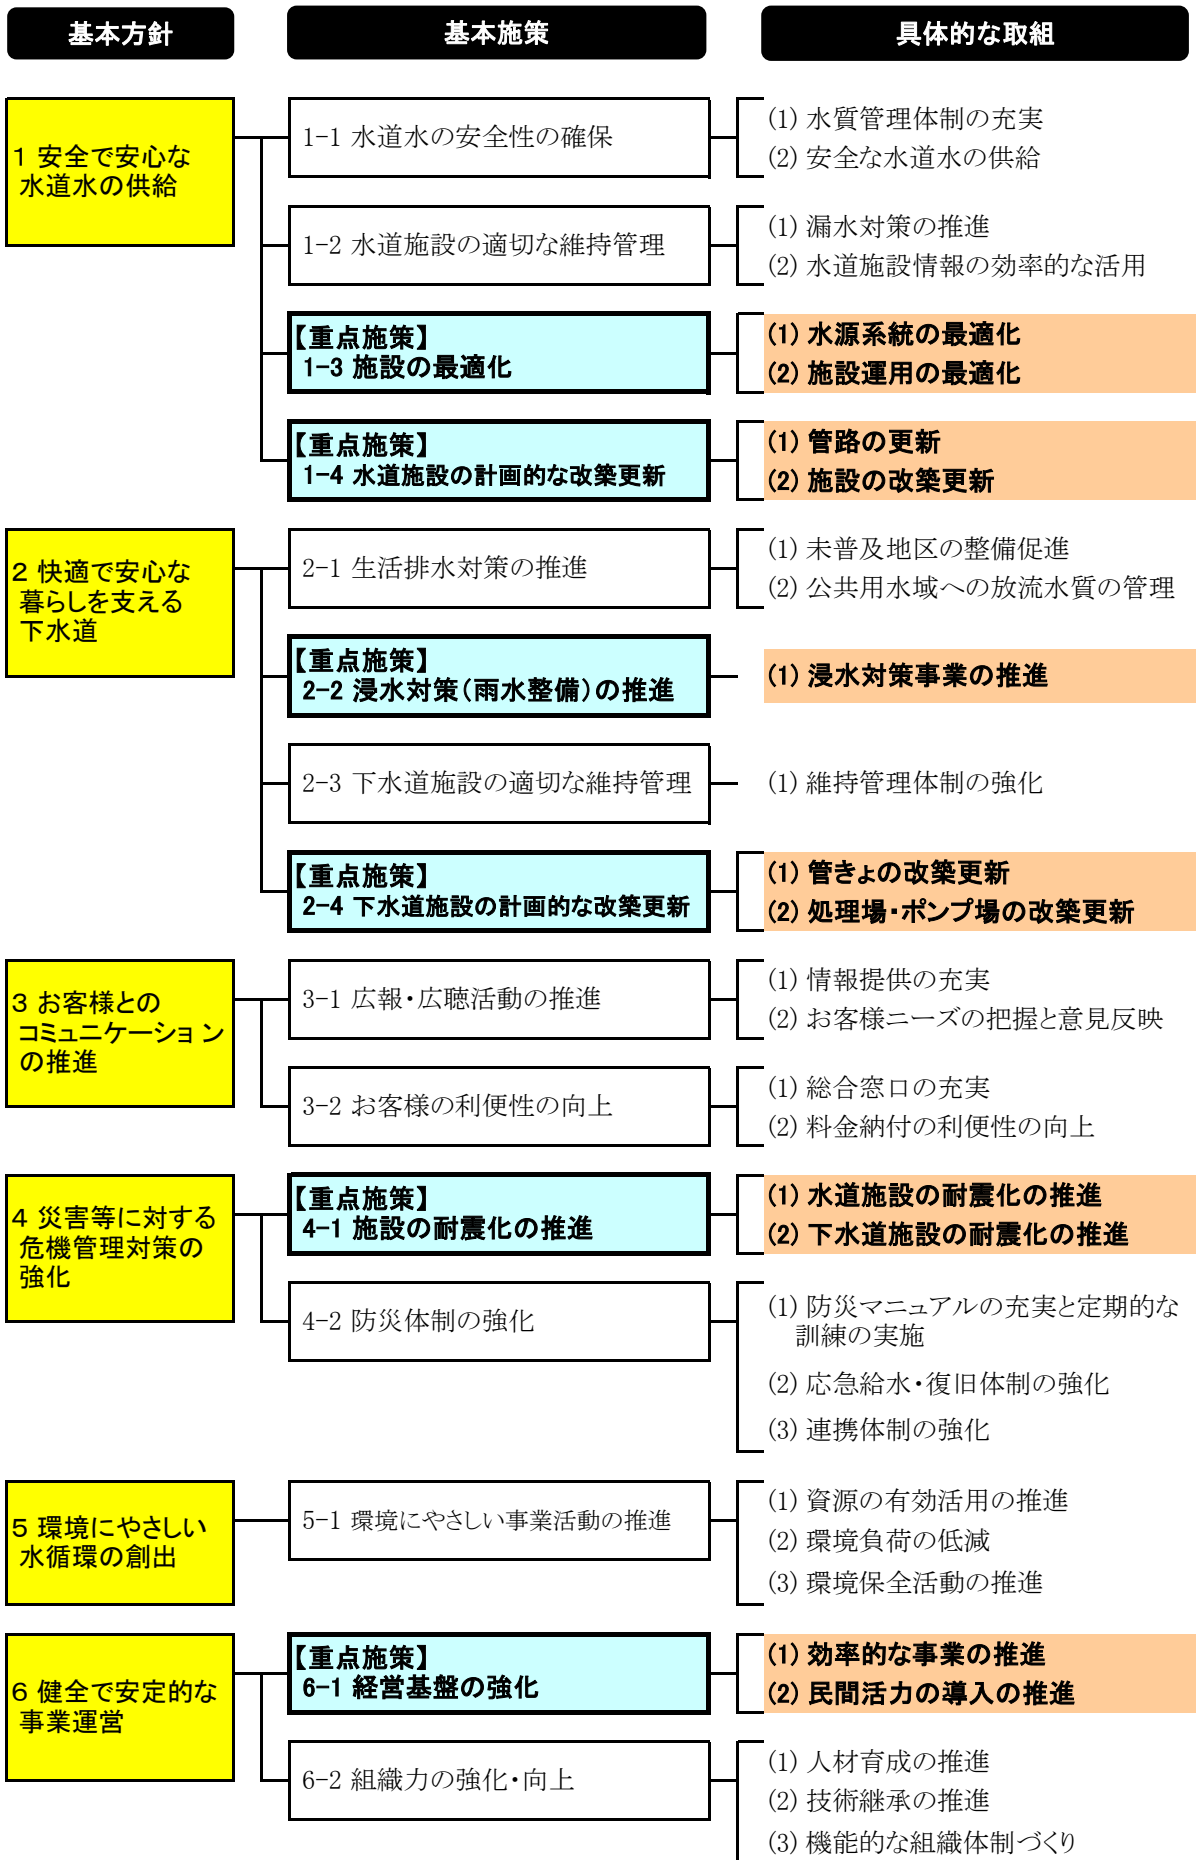 基本方針
基本施策
具体的な取組
1 安全で安心な
水道水の供給
1-1 水道水の安全性の確保
(1) 水質管理体制の充実
(2) 安全な水道水の供給
1-2 水道施設の適切な維持管理
(1) 漏水対策の推進
(2) 水道施設情報の効率的な活用
【重点施策】
1-3 施設の最適化
(1) 水源系統の最適化
(2) 施設運用の最適化
【重点施策】
1-4 水道施設の計画的な改築更新
(1) 管路の更新
(2) 施設の改築更新
2 快適で安心な
暮らしを支える
下水道
2-1 生活排水対策の推進
(1) 未普及地区の整備促進
(2) 公共用水域への放流水質の管理
【重点施策】
2-2 浸水対策(雨水整備)の推進
(1) 浸水対策事業の推進
2-3 下水道施設の適切な維持管理
(1) 維持管理体制の強化
【重点施策】
2-4 下水道施設の計画的な改築更新
(1) 管きょの改築更新
(2) 処理場・ポンプ場の改築更新
3 お客様との
コミュニケーション
の推進
3-1 広報・広聴活動の推進
(1) 情報提供の充実
(2) お客様ニーズの把握と意見反映
3-2 お客様の利便性の向上
(1) 総合窓口の充実
(2) 料金納付の利便性の向上
4 災害等に対する
危機管理対策の
強化
【重点施策】
4-1 施設の耐震化の推進
(1) 水道施設の耐震化の推進
(2) 下水道施設の耐震化の推進
4-2 防災体制の強化
(1) 防災マニュアルの充実と定期的な
訓練の実施
(2) 応急給水・復旧体制の強化
(3) 連携体制の強化
5 環境にやさしい
水循環の創出
5-1 環境にやさしい事業活動の推進
(1) 資源の有効活用の推進
(2) 環境負荷の低減
(3) 環境保全活動の推進
6 健全で安定的な
事業運営
【重点施策】
6-1 経営基盤の強化
(1) 効率的な事業の推進
(2) 民間活力の導入の推進
6-2 組織力の強化・向上
(1) 人材育成の推進
(2) 技術継承の推進
(3) 機能的な組織体制づくり